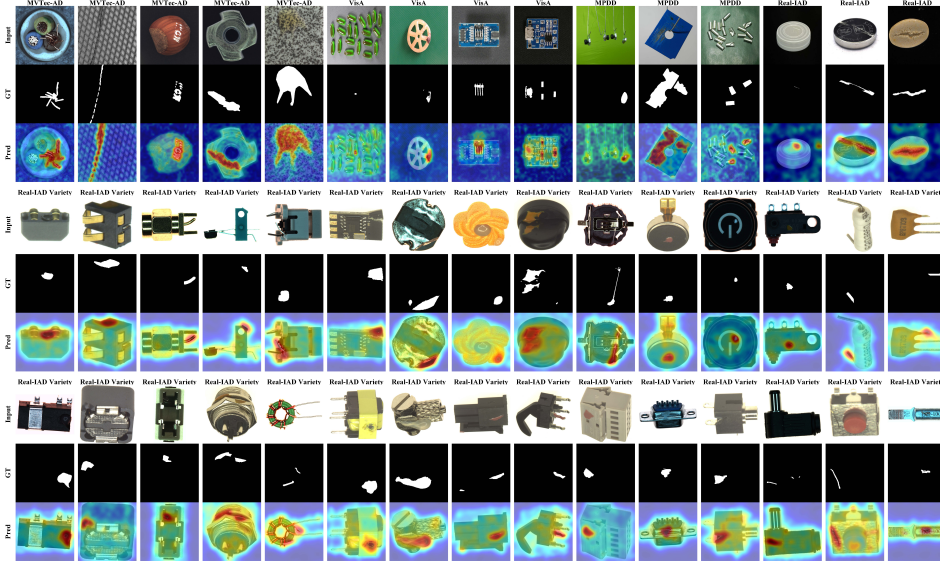 MVTec-AD MVTec-AD MVTec-AD MVTec-AD MVTec-AD VisA VisA VisA VisA MPDD MPDD MPDD Real-IAD Real-IAD Real-IAD
Input
GT
Pred
Real-IAD Variety Real-IAD Variety Real-IAD Variety Real-IAD Variety Real-IAD Variety Real-IAD Variety Real-IAD Variety Real-IAD Variety Real-IAD Variety Real-IAD Variety Real-IAD Variety Real-IAD Variety Real-IAD Variety Real-IAD Variety Real-IAD Variety
Input
GT
Pred
Real-IAD Variety Real-IAD Variety Real-IAD Variety Real-IAD Variety Real-IAD Variety Real-IAD Variety Real-IAD Variety Real-IAD Variety Real-IAD Variety Real-IAD Variety Real-IAD Variety Real-IAD Variety Real-IAD Variety Real-IAD Variety Real-IAD Variety
Input
GT
Pred